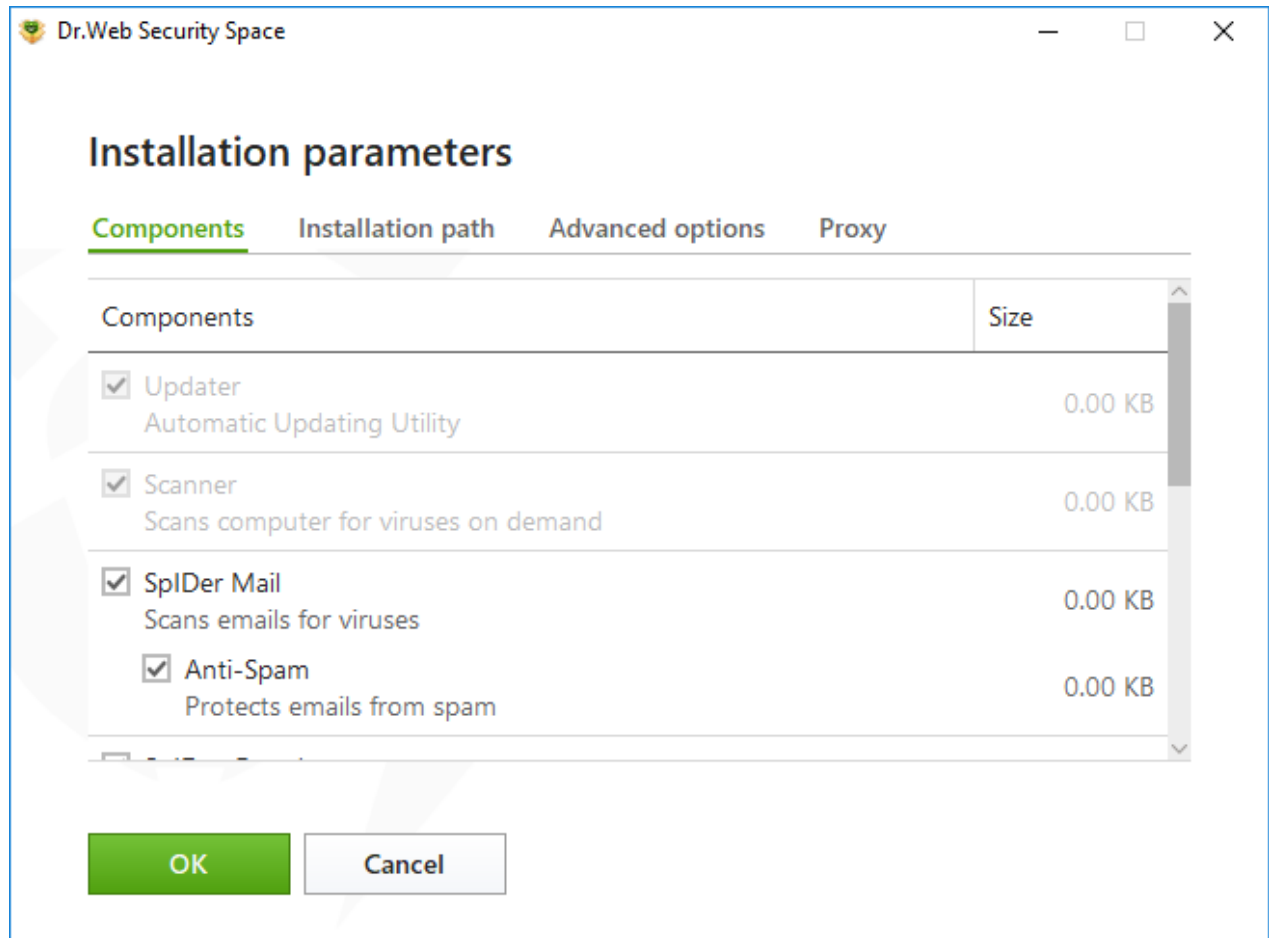 Dr.Web Security Space
Installation parameters
Components Installation path Advanced options Proxy
Components Size
Updater
Automatic Updating Utility
0.00 KB
Scanner
Scans computer for viruses on demand
0.00 KB
SpIDer Mail
Scans emails for viruses
0.00 KB
Anti-Spam
Protects emails from spam
0.00 KB
OK Cancel